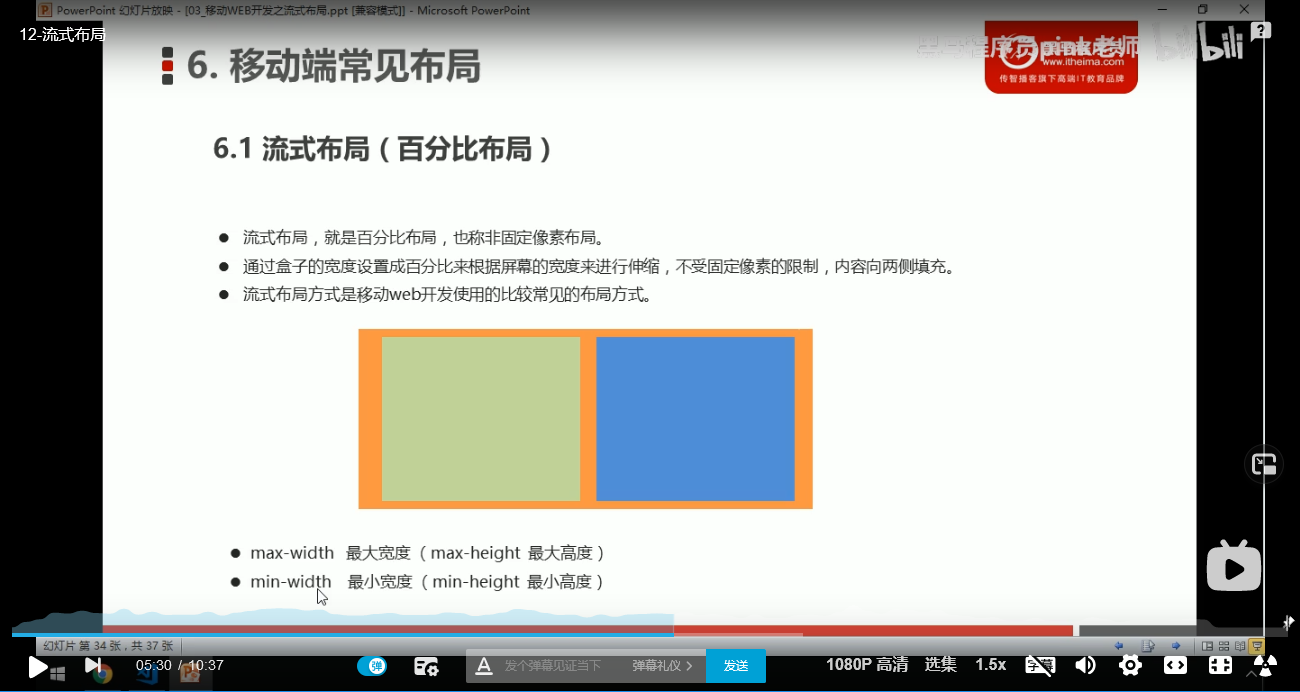 PowerPoint 幻灯片放映 - [03_移动WEB开发之流式布局.ppt [兼容模式]] - Microsoft PowerPoint
12-流式布局
6. 移动端常见布局
程序员pink老师
bilibili
www.itheima.com
传智播客旗下高端IT教育品牌
6.1 流式布局（百分比布局）
● 流式布局，就是百分比布局，也称非固定像素布局。
● 通过盒子的宽度设置成百分比来根据屏幕的宽度来进行伸缩，不受固定像素的限制，内容向两侧填充。
● 流式布局方式是移动web开发使用的比较常见的布局方式。
● max-width 最大宽度（max-height 最大高度）
● min-width 最小宽度（min-height 最小高度）
幻灯片 第 34 张，共 37 张
05:30 / 10:37
弹
发个弹幕见证当下
弹幕礼仪 >
发送
1080P 高清
选集
1.5x
字幕